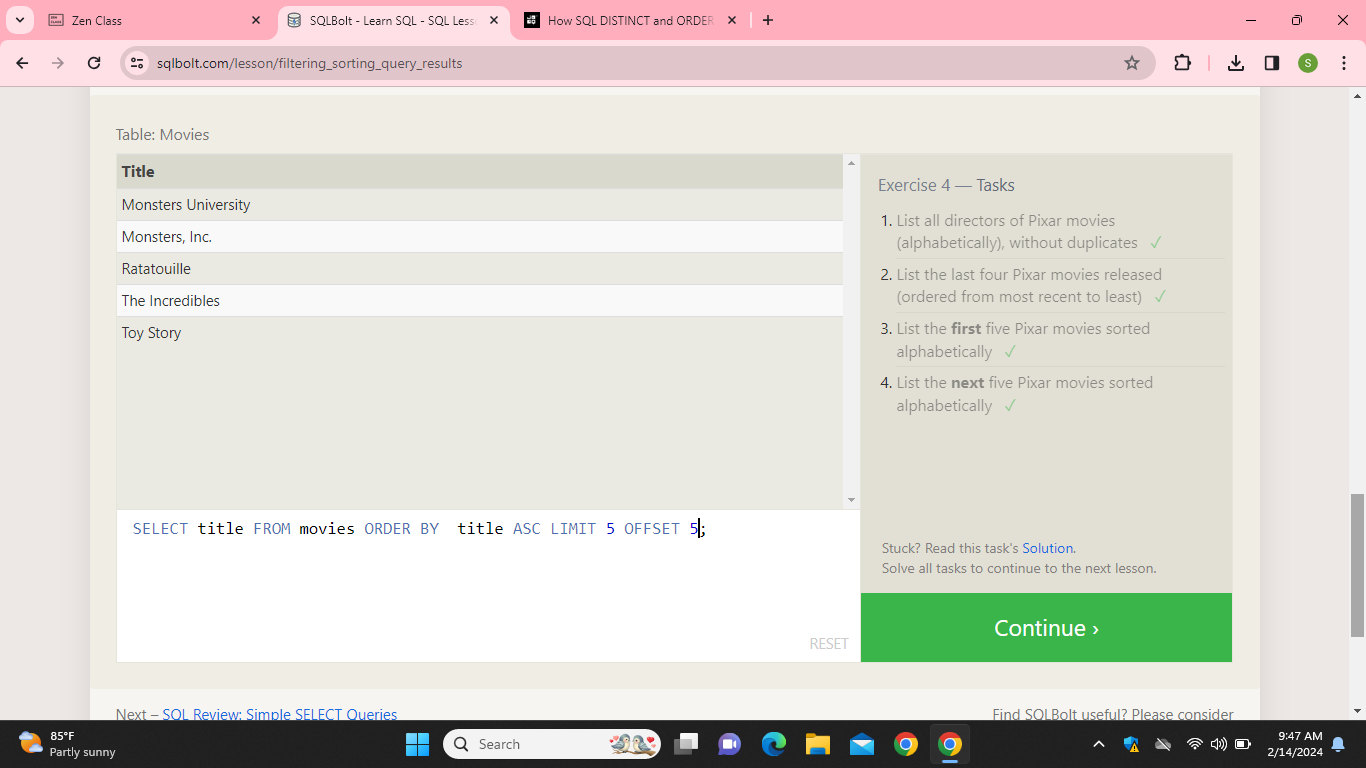 Zen Class
SQLBolt - Learn SQL - SQL Less
How SQL DISTINCT and ORDER
sqlbolt.com/lesson/filtering_sorting_query_results
S
Table: Movies
Title
Monsters University
Monsters, Inc.
Ratatouille
The Incredibles
Toy Story
SELECT title FROM movies ORDER BY  title ASC LIMIT 5 OFFSET 5;
RESET
Exercise 4 — Tasks
1. List all directors of Pixar movies
(alphabetically), without duplicates ✓
2. List the last four Pixar movies released
(ordered from most recent to least) ✓
3. List the first five Pixar movies sorted
alphabetically ✓
4. List the next five Pixar movies sorted
alphabetically ✓
Stuck? Read this task's Solution.
Solve all tasks to continue to the next lesson.
Continue ›
Next – SQL Review: Simple SELECT Queries
Find SQLBolt useful? Please consider
85°F
Partly sunny
Search
9:47 AM
2/14/2024